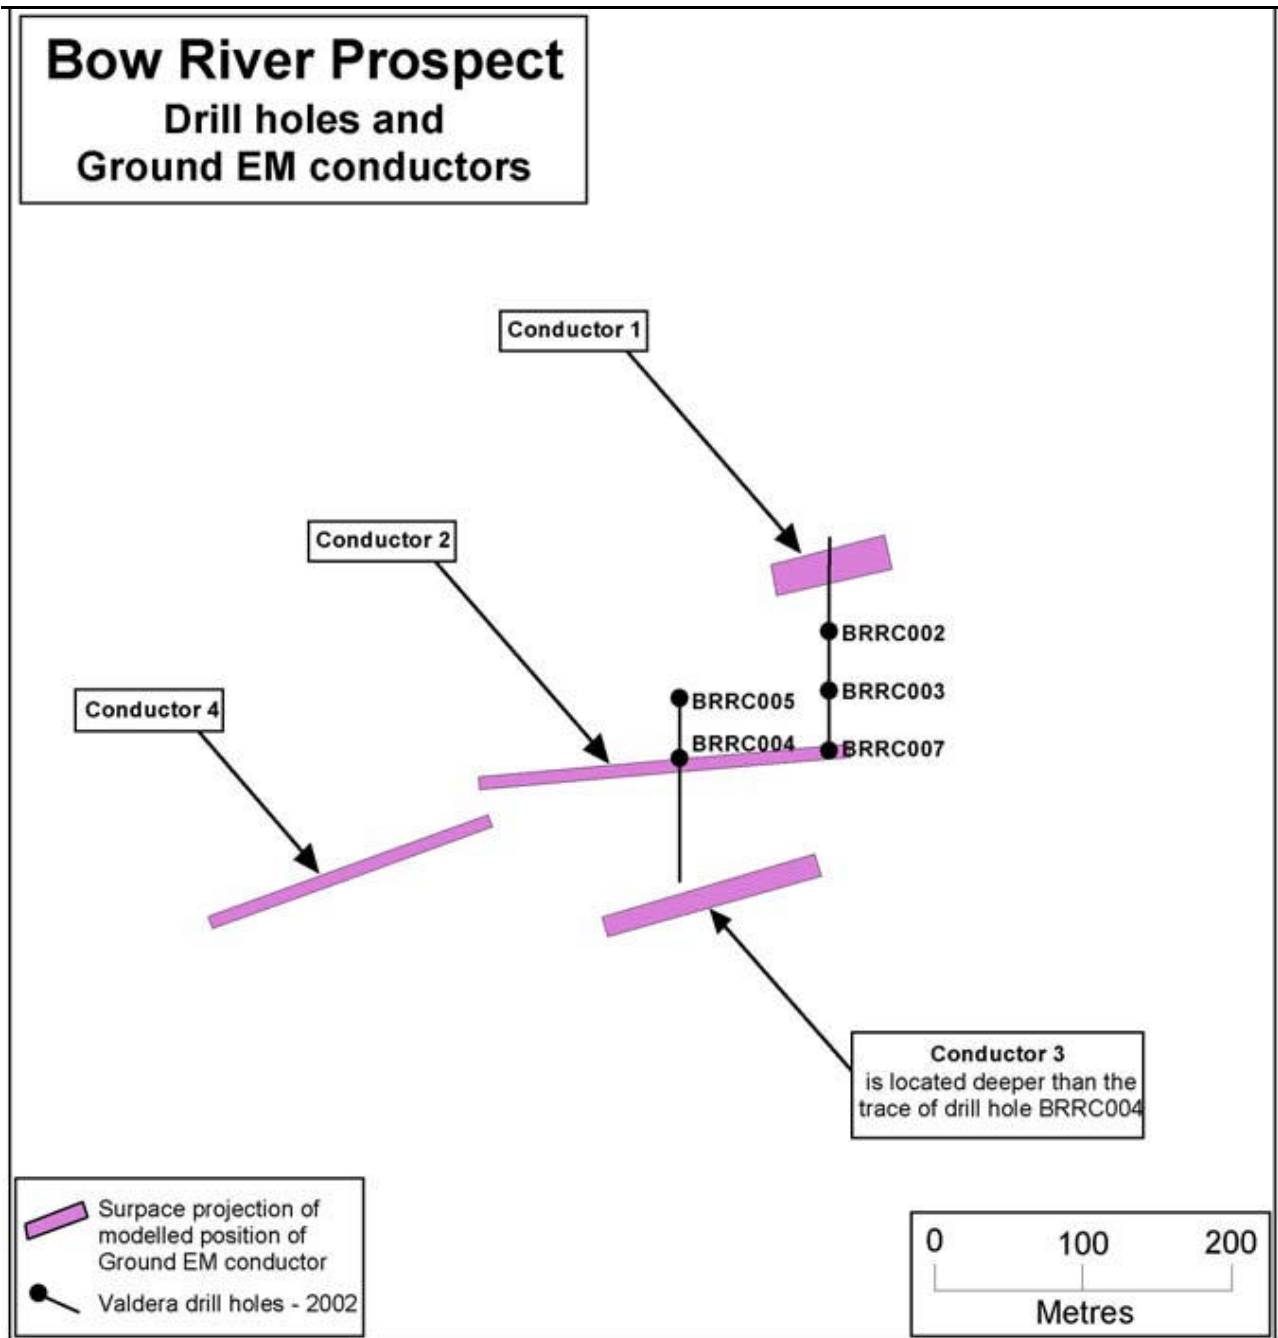 Bow River Prospect
Drill holes and
Ground EM conductors
Conductor 1
Conductor 2
BRRC002
BRRC003
Conductor 4
BRRC005
BRRC004
BRRC007
Conductor 3
is located deeper than the
trace of drill hole BRRC004
Surpace projection of
modelled position of
Ground EM conductor
Valdera drill holes - 2002
0 100 200
Metres